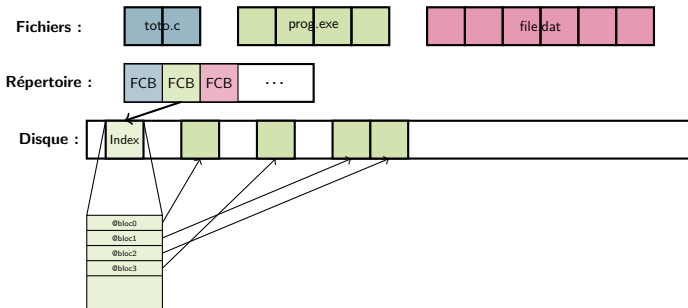 Fichiers : toto.c prog.exe file.dat
Répertoire : FCB FCB FCB ...
Disque : Index
@bloc0
@bloc1
@bloc2
@bloc3